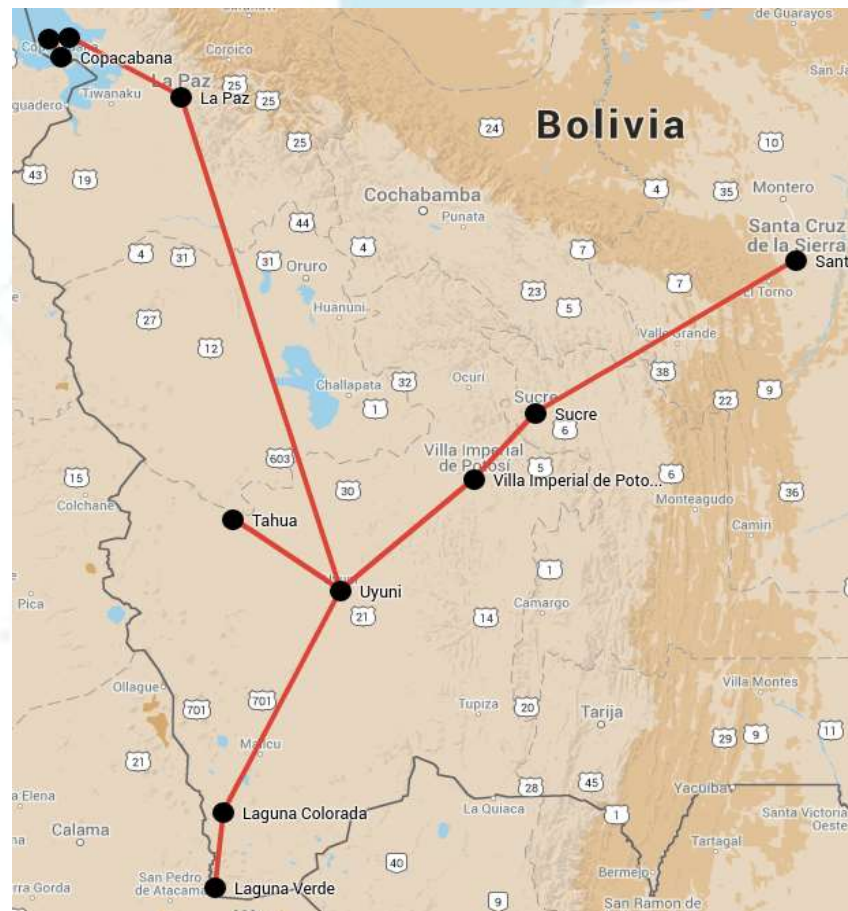 de Guarayos
Coroico
Copacabana
La Paz
La Paz
Tiwanaku
guadero
25
25
25
24
Bolivia
San Ja
10
43
19
4
35
Montero
Cochabamba
Punata
Santa Cruz
de la Sierra
Sant
44
4
7
4
31
31
Oruro
7
El Torno
23
5
Huanuni
27
12
Valle Grande
Challapata
32
Ocurí
38
9
1
22
Sucre
Sucre
6
Villa Imperial
de Potosí
603
5
6
Villa Imperial de Poto...
15
30
36
Colchane
Monteagudo
Tahua
Camiri
1
Uyuni
Pica
21
14
Camargo
Ollague
701
701
Tupiza
20
Tarija
Villa Montes
29
9
11
21
28
45
Yacuiba
a Elena
Laguna Colorada
La Quiaca
1
Santa Victoria
Oeste
Calama
Tartagal
40
San Pedro
de Atacama
Bermejo
rra Gorda
Laguna Verde
9
San Ramon de